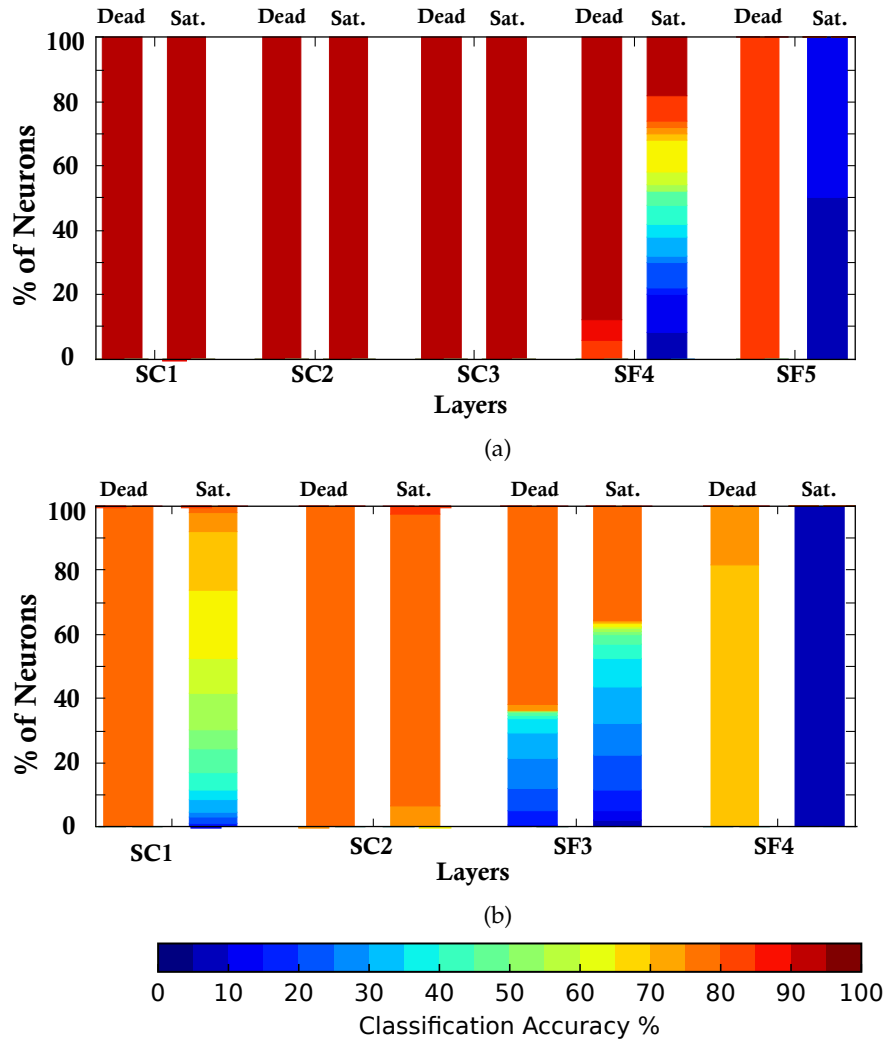 Dead Sat. Dead Sat. Dead Sat. Dead Sat. Dead Sat.
100
80
60
40
20
0
% of Neurons
SC1 SC2 SC3 SF4 SF5
Layers
(a)
Dead Sat. Dead Sat. Dead Sat. Dead Sat.
100
80
60
40
20
0
% of Neurons
SC1 SC2 SF3 SF4
Layers
(b)
0 10 20 30 40 50 60 70 80 90 100
Classification Accuracy %